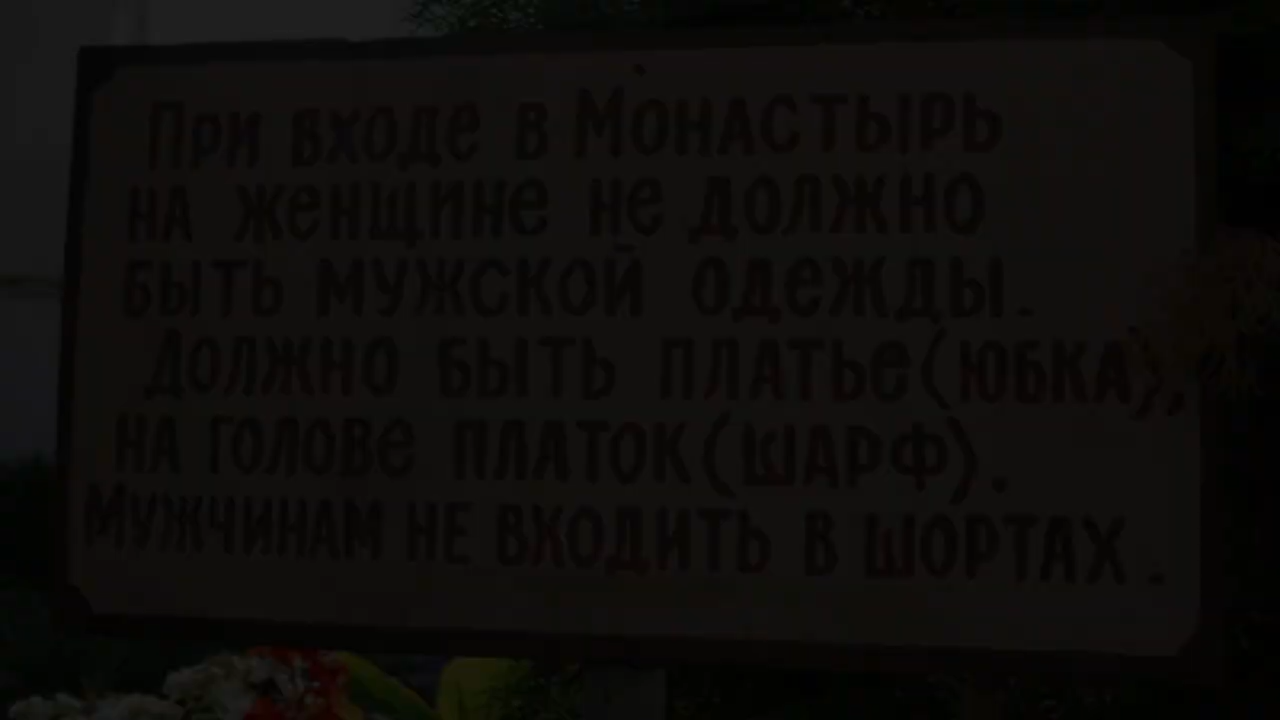 При входе в Монастырь
на женщине не должно
быть мужской одежды.
Должно быть платье(юбка),
на голове платок(шарф).
Мужчинам не входить в шортах.